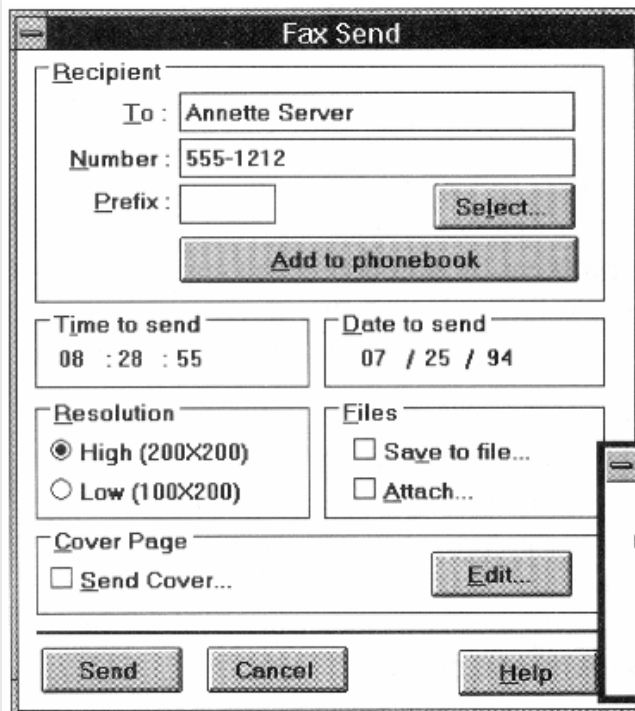 Fax Send
Recipient
To : Annette Server
Number : 555-1212
Prefix :
Select...
Add to phonebook
Time to send
08 : 28 : 55
Date to send
07 / 25 / 94
Resolution
High (200X200)
Low (100X200)
Files
Save to file...
Attach...
Cover Page
Send Cover...
Edit...
Send
Cancel
Help